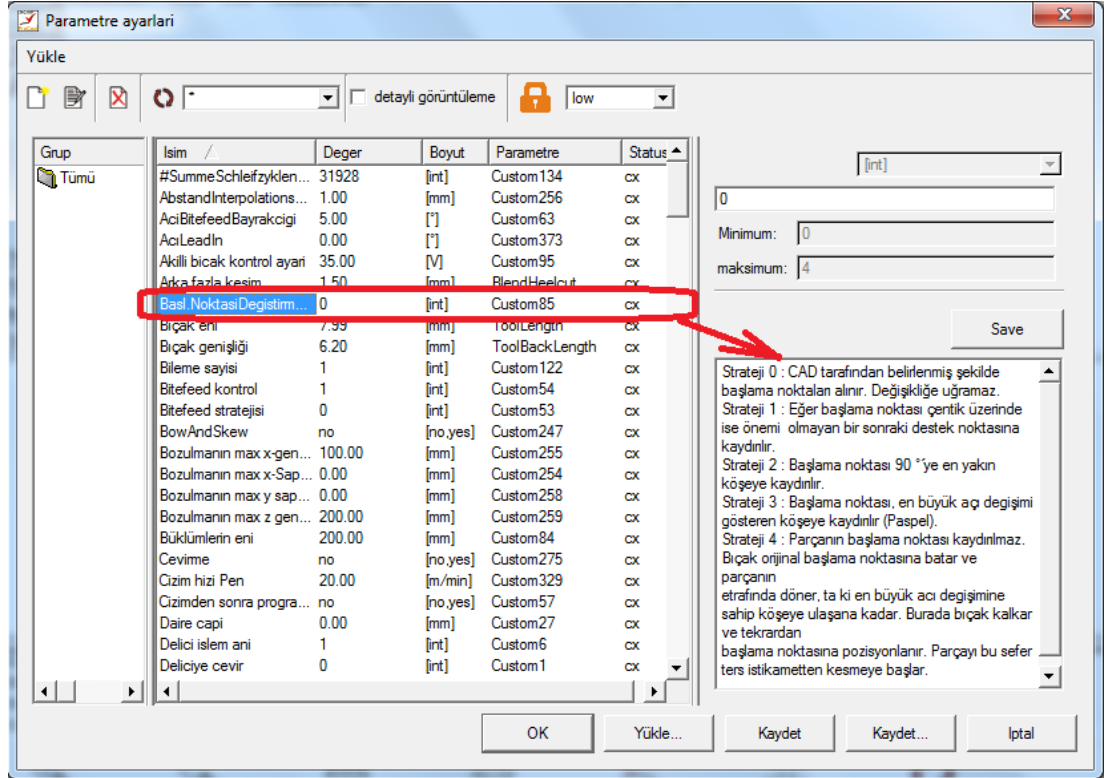 Parametre ayarlari
Yükle
* detayli görüntüleme low
Grup
Tümü
Isim Deger Boyut Parametre Status
#SummeSchleifzyklen... 31928 [int] Custom134 cx
AbstandInterpolations... 1.00 [mm] Custom256 cx
AciBitefeedBayrakcigi 5.00 [°] Custom63 cx
AcıLeadIn 0.00 [°] Custom373 cx
Akilli bicak kontrol ayari 35.00 [V] Custom95 cx
Arka fazla kesim 1.50 [mm] BlendHeelcut cx
Basl.NoktasiDegistirm... 0 [int] Custom85 cx
Bıçak eni 7.99 [mm] ToolLength cx
Bıçak genişliği 6.20 [mm] ToolBackLength cx
Bileme sayisi 1 [int] Custom122 cx
Bitefeed kontrol 1 [int] Custom54 cx
Bitefeed stratejisi 0 [int] Custom53 cx
BowAndSkew no [no,yes] Custom247 cx
Bozulmanın max x-gen... 100.00 [mm] Custom255 cx
Bozulmanın max x-Sap... 0.00 [mm] Custom254 cx
Bozulmanın max y sap... 0.00 [mm] Custom258 cx
Bozulmanın max z gen... 200.00 [mm] Custom259 cx
Büklümlerin eni 200.00 [mm] Custom84 cx
Cevirme no [no,yes] Custom275 cx
Cizim hizi Pen 20.00 [m/min] Custom329 cx
Cizimden sonra progra... no [no,yes] Custom57 cx
Daire capi 0.00 [mm] Custom27 cx
Delici islem ani 1 [int] Custom6 cx
Deliciye cevir 0 [int] Custom1 cx
[int]
0
Minimum: 0
maksimum: 4
Save
Strateji 0 : CAD tarafından belirlenmiş şekilde
başlama noktaları alınır. Değişikliğe uğramaz.
Strateji 1 : Eğer başlama noktası çentik üzerinde
ise önemi olmayan bir sonraki destek noktasına
kaydırılır.
Strateji 2 : Başlama noktası 90 °'ye en yakın
köşeye kaydırılır.
Strateji 3 : Başlama noktası, en büyük açı degişimi
gösteren köşeye kaydırılır (Paspel).
Strateji 4 : Parçanın başlama noktası kaydırılmaz.
Bıçak orijinal başlama noktasına batar ve
parçanın
etrafında döner, ta ki en büyük acı degişimine
sahip köşeye ulaşana kadar. Burada bıçak kalkar
ve tekrardan
başlama noktasına pozisyonlanır. Parçayı bu sefer
ters istikametten kesmeye başlar.
OK Yükle... Kaydet Kaydet... Iptal